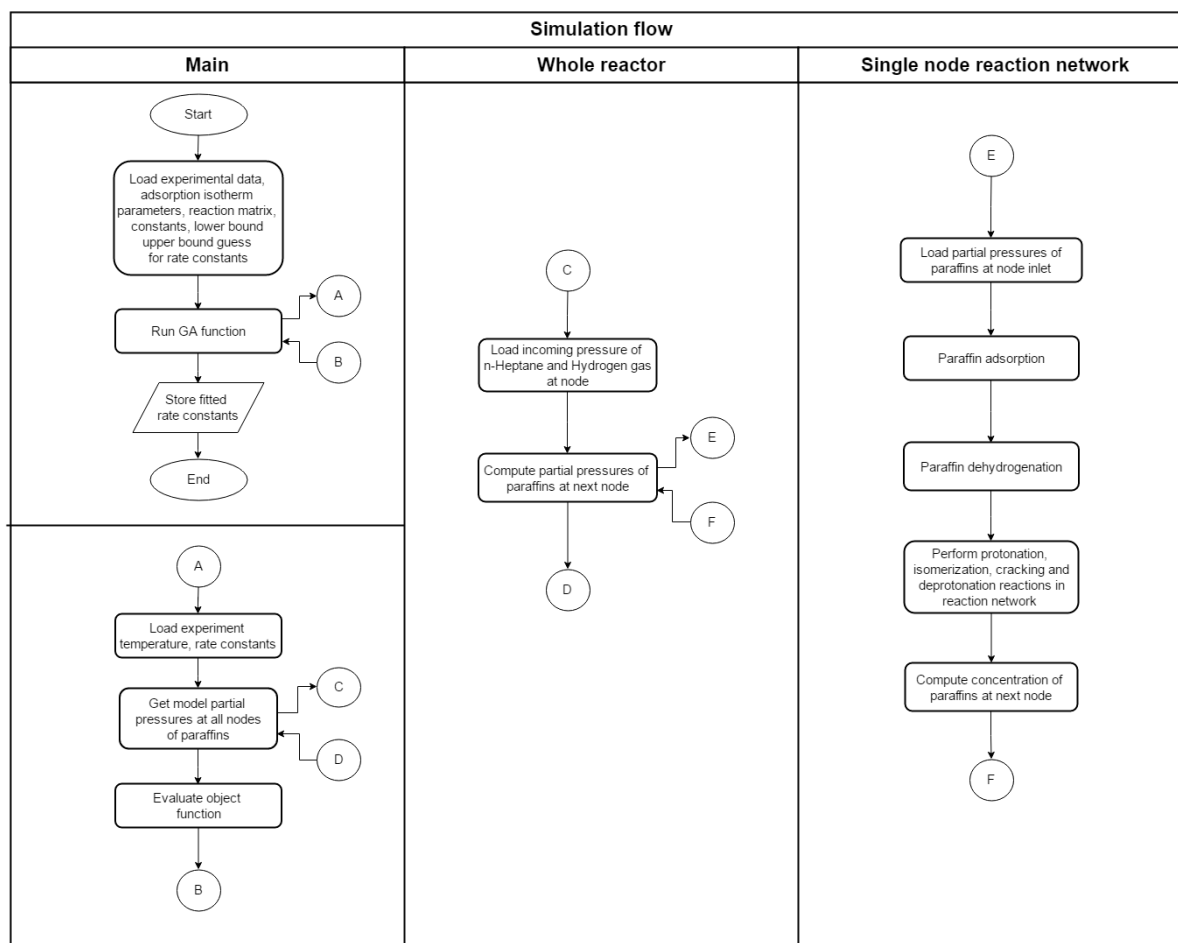 Simulation flow
Main
Whole reactor
Single node reaction network
Start
Load experimental data,
adsorption isotherm
parameters, reaction matrix,
constants, lower bound
upper bound guess
for rate constants
A
Run GA function
B
Store fitted
rate constants
End
A
Load experiment
temperature, rate constants
C
Get model partial
pressures at all nodes
of paraffins
D
Evaluate object
function
B
C
Load incoming pressure of
n-Heptane and Hydrogen gas
at node
E
Compute partial pressures of
paraffins at next node
F
D
E
Load partial pressures of
paraffins at node inlet
Paraffin adsorption
Paraffin dehydrogenation
Perform protonation,
isomerization, cracking and
deprotonation reactions in
reaction network
Compute concentration of
paraffins at next node
F